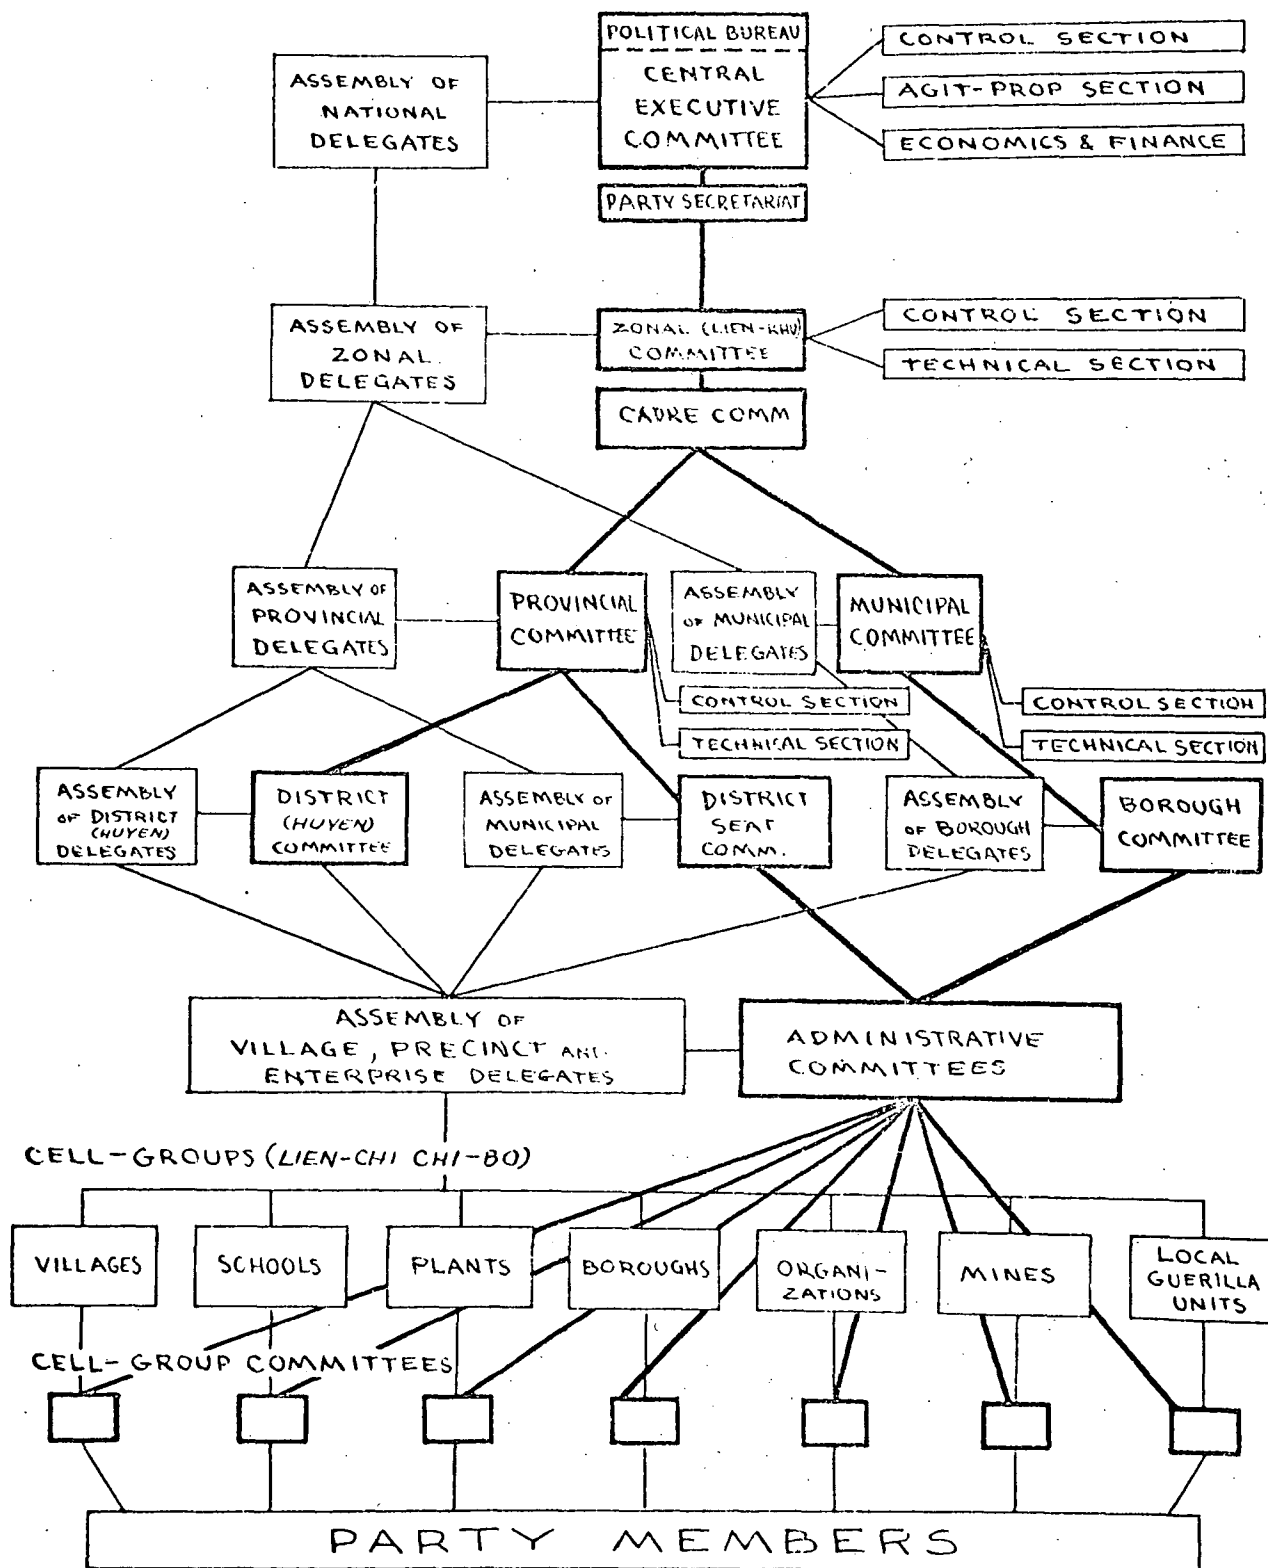 POLITICAL BUREAU
CENTRAL
EXECUTIVE
COMMITTEE
CONTROL SECTION
AGIT-PROP SECTION
ECONOMICS & FINANCE
ASSEMBLY OF
NATIONAL
DELEGATES
PARTY SECRETARIAT
ASSEMBLY OF
ZONAL
DELEGATES
ZONAL (LIEN-KHU)
COMMITTEE
CONTROL SECTION
TECHNICAL SECTION
CADRE COMM
ASSEMBLY OF
PROVINCIAL
DELEGATES
PROVINCIAL
COMMITTEE
ASSEMBLY
OF MUNICIPAL
DELEGATES
MUNICIPAL
COMMITTEE
CONTROL SECTION
TECHNICAL SECTION
CONTROL SECTION
TECHNICAL SECTION
ASSEMBLY
OF DISTRICT
(HUYEN)
DELEGATES
DISTRICT
(HUYEN)
COMMITTEE
ASSEMBLY OF
MUNICIPAL
DELEGATES
DISTRICT
SEAT
COMM.
ASSEMBLY
OF BOROUGH
DELEGATES
BOROUGH
COMMITTEE
ASSEMBLY OF
VILLAGE, PRECINCT AND
ENTERPRISE DELEGATES
ADMINISTRATIVE
COMMITTEES
CELL-GROUPS (LIEN-CHI CHI-BO)
VILLAGES
SCHOOLS
PLANTS
BOROUGHS
ORGANI-
ZATIONS
MINES
LOCAL
GUERILLA
UNITS
CELL-GROUP COMMITTEES
PARTY MEMBERS